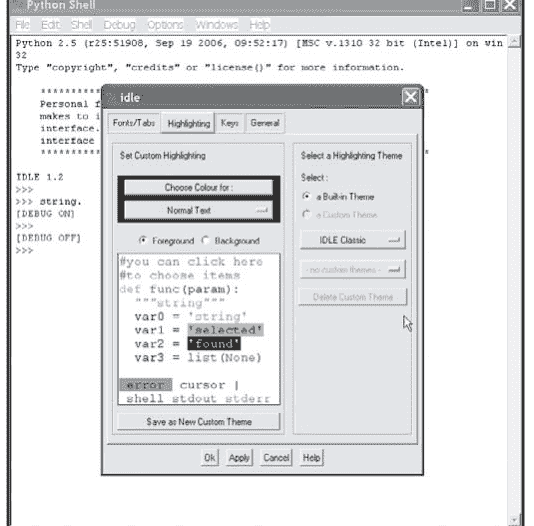 Python Shell
File Edit Shell Debug Options Windows Help
Python 2.5 (r25:51908, Sep 19 2006, 09:52:17) [MSC v.1310 32 bit (Intel)] on win
32
Type "copyright", "credits" or "license()" for more information.
Personal f
makes to i
interface.
interface
IDLE 1.2
>>>
>>> string.
[DEBUG ON]
>>>
[DEBUG OFF]
>>>
idle
Fonts/Tabs Highlighting Keys General
Set Custom Highlighting
Choose Colour for :
Normal Text
Foreground Background
#you can click here
#to choose items
def func(param):
"""string"""
var0 = 'string'
var1 = 'selected'
var2 = 'found'
var3 = list(None)
error cursor |
shell stdout stderr
Save as New Custom Theme
Select a Highlighting Theme
Select :
a Built-in Theme
a Custom Theme
IDLE Classic
- no custom themes -
Delete Custom Theme
Ok Apply Cancel Help